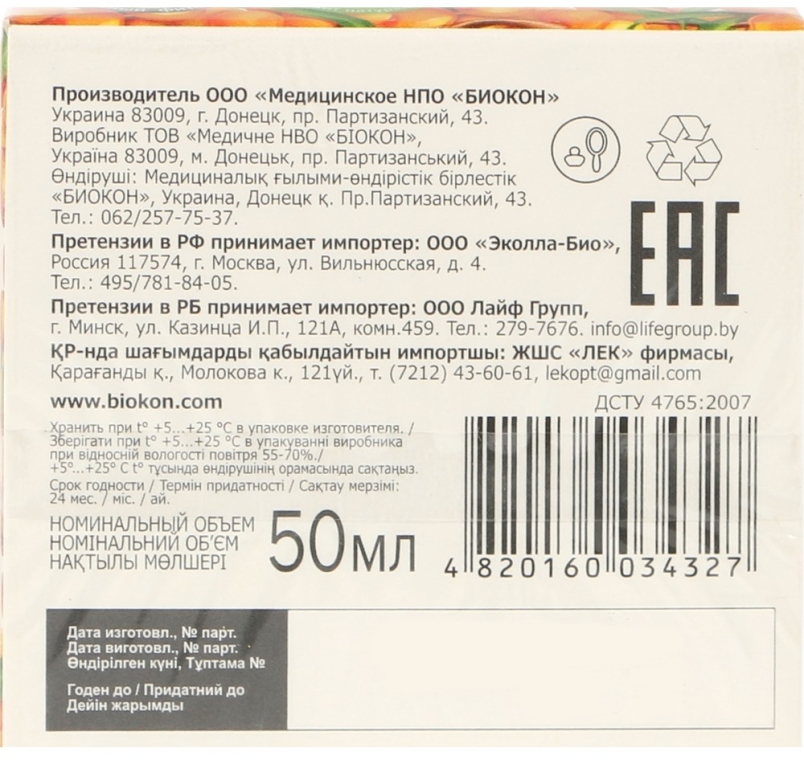 Производитель ООО «Медицинское НПО «БИОКОН»
Украина 83009, г. Донецк, пр. Партизанский, 43.
Виробник ТОВ «Медичне НВО «БІОКОН»,
Україна 83009, м. Донецьк, пр. Партизанський, 43.
Өндіруші: Медициналық ғылыми-өндірістік бірлестік
«БИОКОН», Украина, Донецк қ. Пр.Партизанский, 43.
Тел.: 062/257-75-37.
Претензии в РФ принимает импортер: ООО «Эколла-Био»,
Россия 117574, г. Москва, ул. Вильнюсская, д. 4.
Тел.: 495/781-84-05.
EAC
Претензии в РБ принимает импортер: ООО Лайф Групп,
г. Минск, ул. Казинца И.П., 121А, комн.459. Тел.: 279-7676. info@lifegroup.by
ҚР-нда шағымдарды қабылдайтын импортшы: ЖШС «ЛЕК» фирмасы,
Қарағанды қ., Молокова к., 121үй., т. (7212) 43-60-61, lekopt@gmail.com
www.biokon.com
ДСТУ 4765:2007
Хранить при t° +5...+25 °C в упаковке изготовителя. /
Зберігати при t° +5...+25 °C в упакуванні виробника
при відносній вологості повітря 55-70%./
+5°...+25° C t° тұсында өндірушінің орамасында сақтаңыз.
Срок годности / Термін придатності / Сақтау мерзімі:
24 мес. / міс. / ай.
НОМИНАЛЬНЫЙ ОБЪЕМ
НОМІНАЛЬНИЙ ОБ'ЄМ
НАҚТЫЛЫ МӨЛШЕРІ
50мл
4 820160 034327
Дата изготовл., № парт.
Дата виготовл., № парт.
Өндірілген күні, Тұптама №
Годен до / Придатний до
Дейін жарымды